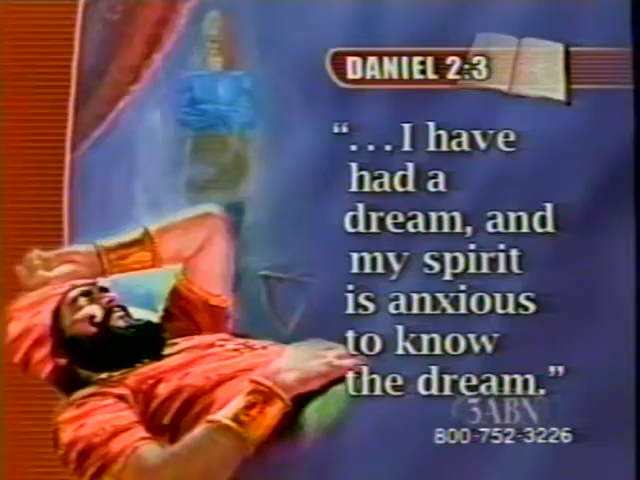 DANIEL 2:3
“...I have
had a
dream, and
my spirit
is anxious
to know
the dream.”
3ABN
800-752-3226